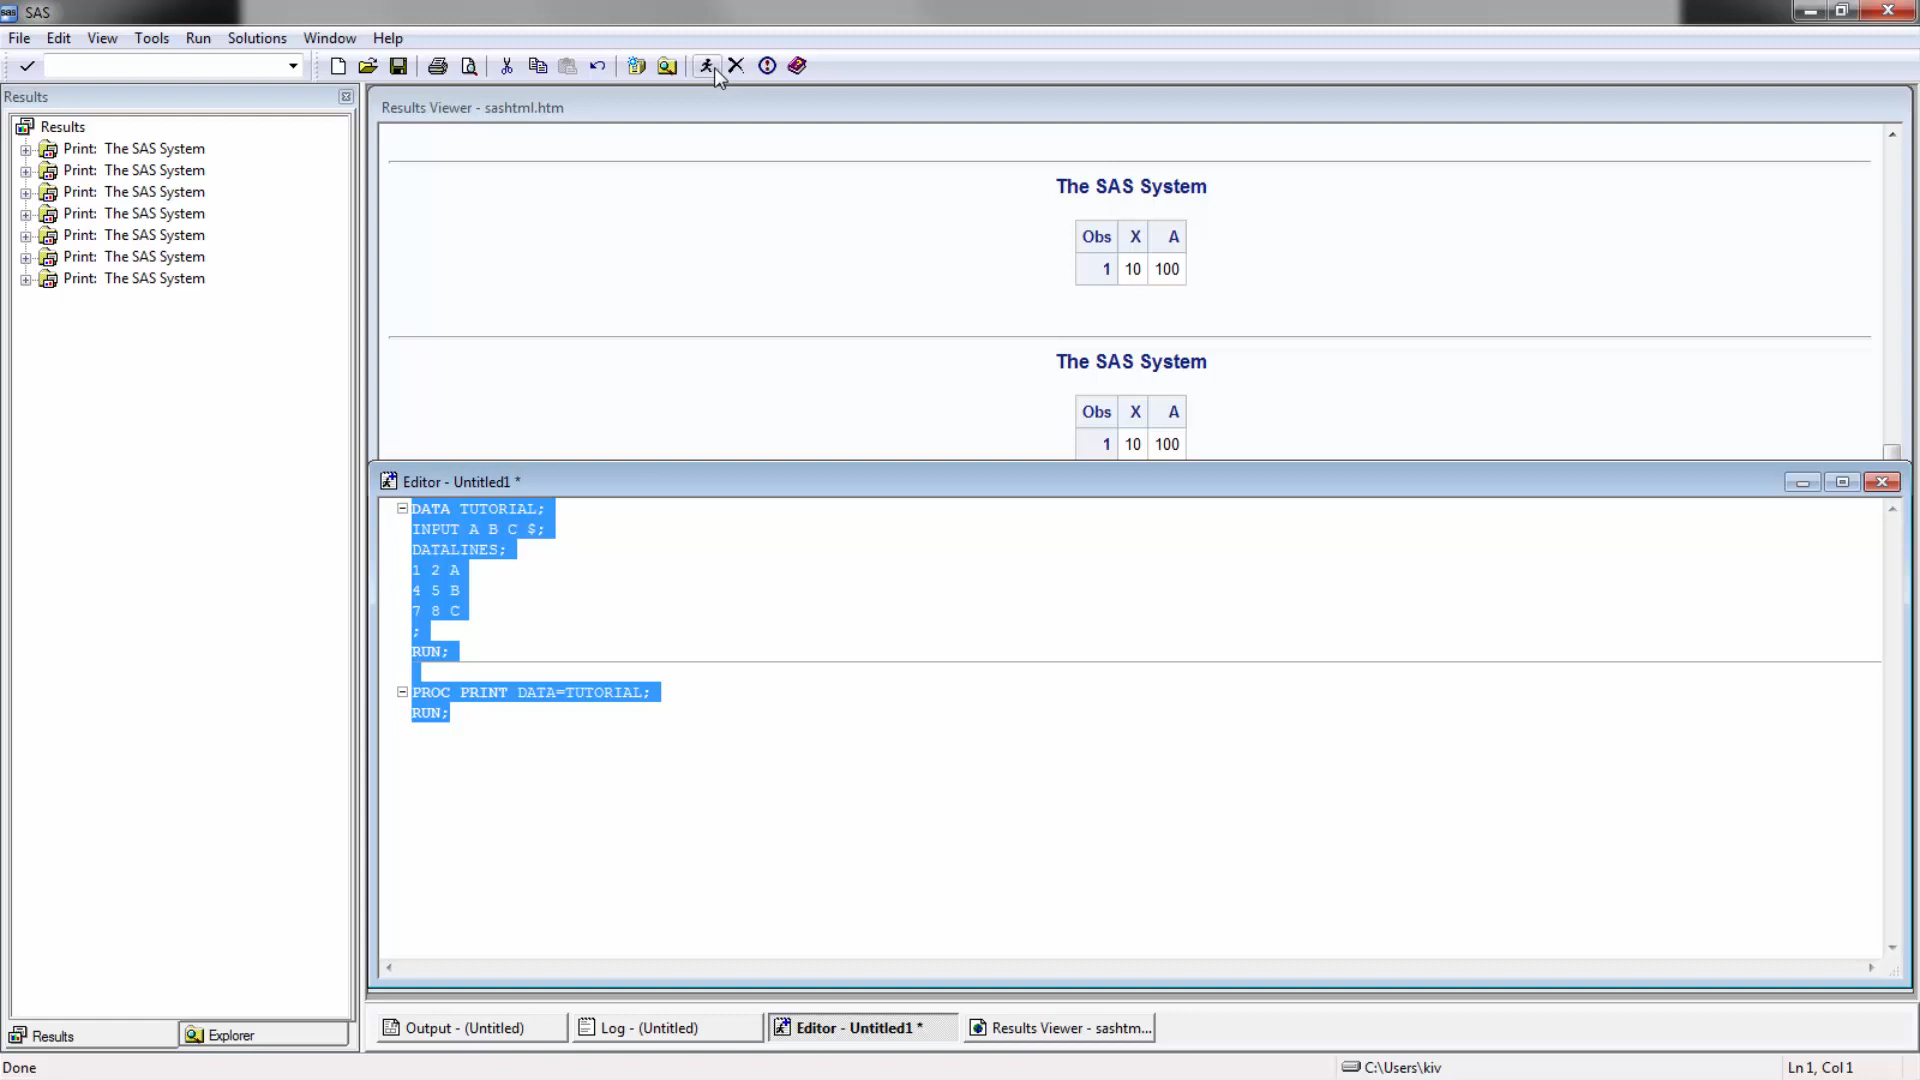 SAS
File Edit View Tools Run Solutions Window Help
Results
Results
Print: The SAS System
Print: The SAS System
Print: The SAS System
Print: The SAS System
Print: The SAS System
Print: The SAS System
Print: The SAS System
Results Explorer
Results Viewer - sashtml.htm
The SAS System
Obs X A
1 10 100
The SAS System
Obs X A
1 10 100
Editor - Untitled1 *
DATA TUTORIAL;
INPUT A B C $;
DATALINES;
1 2 A
4 5 B
7 8 C
;
RUN;
PROC PRINT DATA=TUTORIAL;
RUN;
Output - (Untitled) Log - (Untitled) Editor - Untitled1 * Results Viewer - sashtm...
Done C:\Users\kiv Ln 1, Col 1